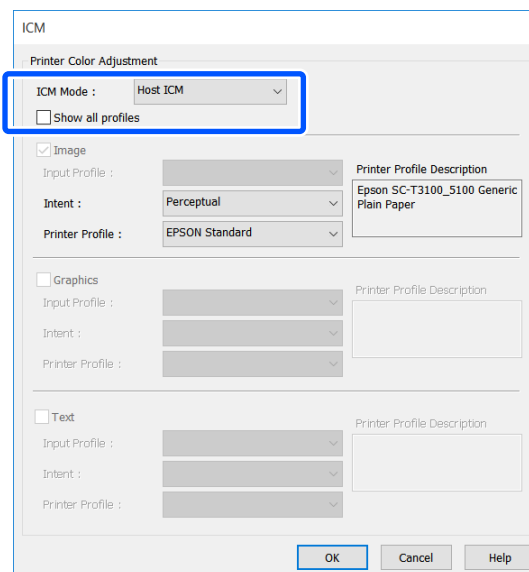 ICM
Printer Color Adjustment
ICM Mode : Host ICM
Show all profiles
Image
Input Profile :
Printer Profile Description
Intent : Perceptual
Epson SC-T3100_5100 Generic
Plain Paper
Printer Profile : EPSON Standard
Graphics
Input Profile :
Printer Profile Description
Intent :
Printer Profile :
Text
Input Profile :
Printer Profile Description
Intent :
Printer Profile :
OK Cancel Help